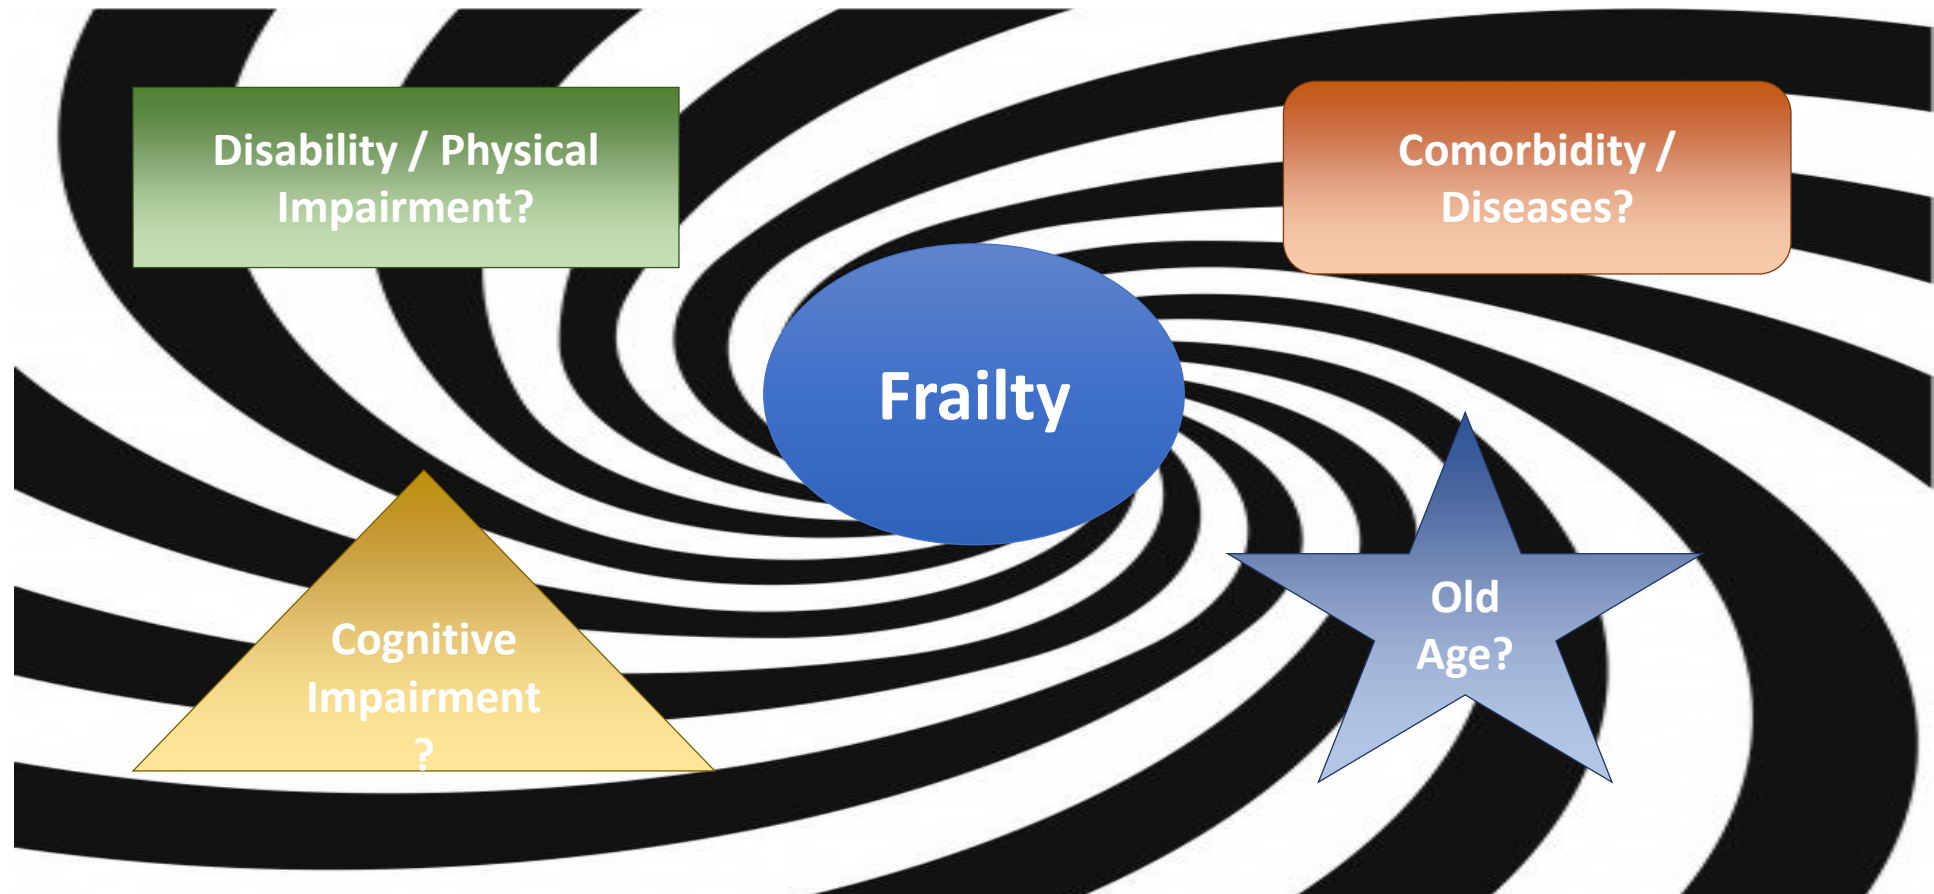 Disability / Physical
Impairment?
Comorbidity /
Diseases?
Frailty
Cognitive
Impairment
?
Old
Age?